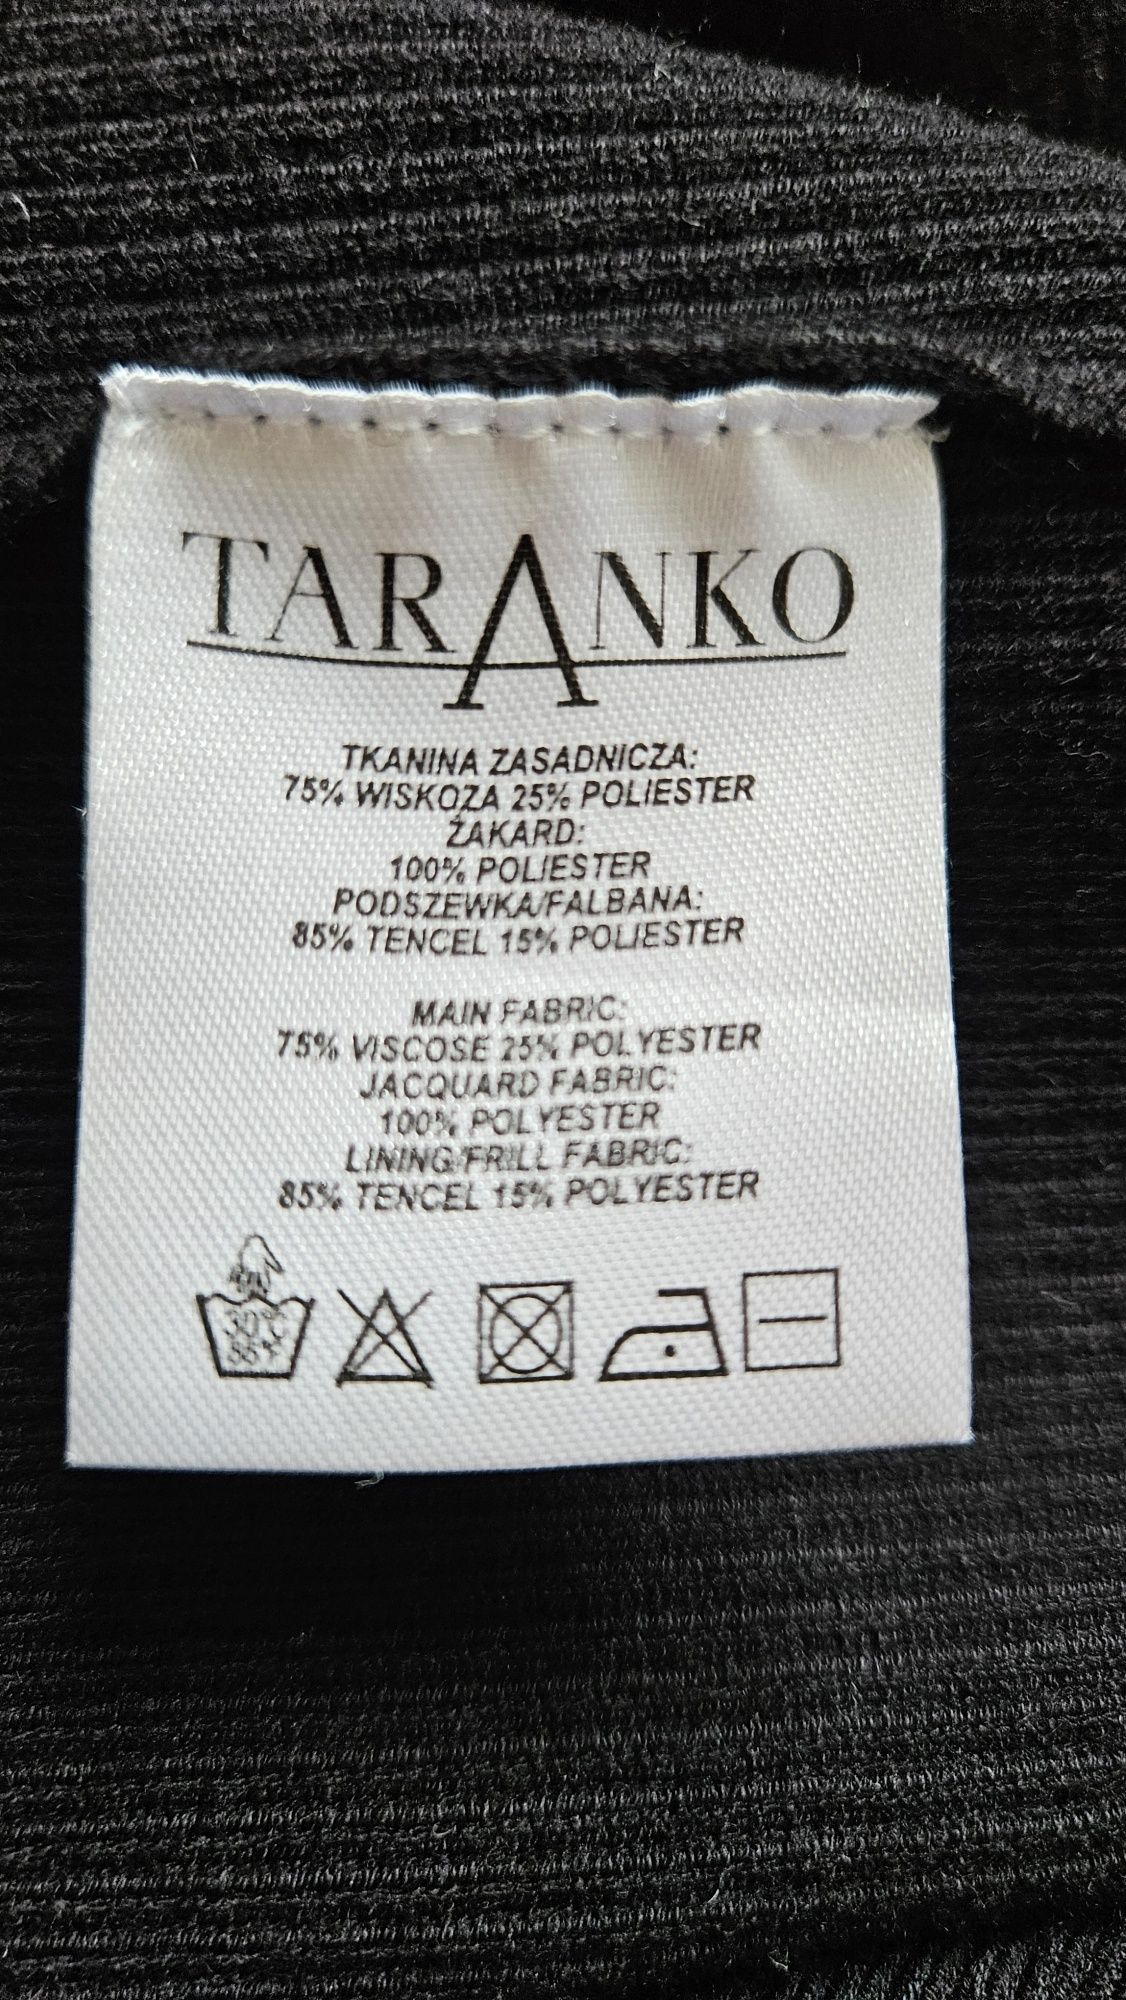 TARANKO
TKANINA ZASADNICZA:
75% WISKOZA 25% POLIESTER
ŻAKARD:
100% POLIESTER
PODSZEWKA/FALBANA:
85% TENCEL 15% POLIESTER
MAIN FABRIC:
75% VISCOSE 25% POLYESTER
JACQUARD FABRIC:
100% POLYESTER
LINING/FRILL FABRIC:
85% TENCEL 15% POLYESTER
30°C
86°F